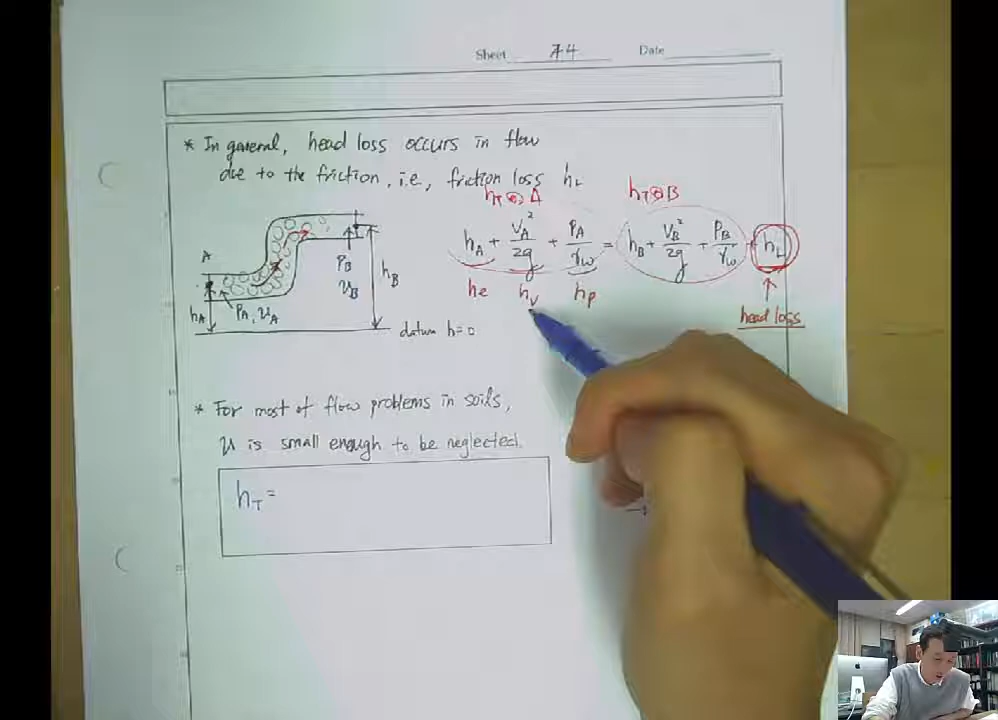 Sheet 74 Date
* In general, head loss occurs in flow
due to the friction, i.e., friction loss hL
hT@A hT@B
hA + vA²/2g + PA/γw = hB + vB²/2g + PB/γw + hL
he hv hp
head loss
A
hA
PA, vA
PB
vB
hB
datum h=0
* For most of flow problems in soils,
v is small enough to be neglected.
hT =